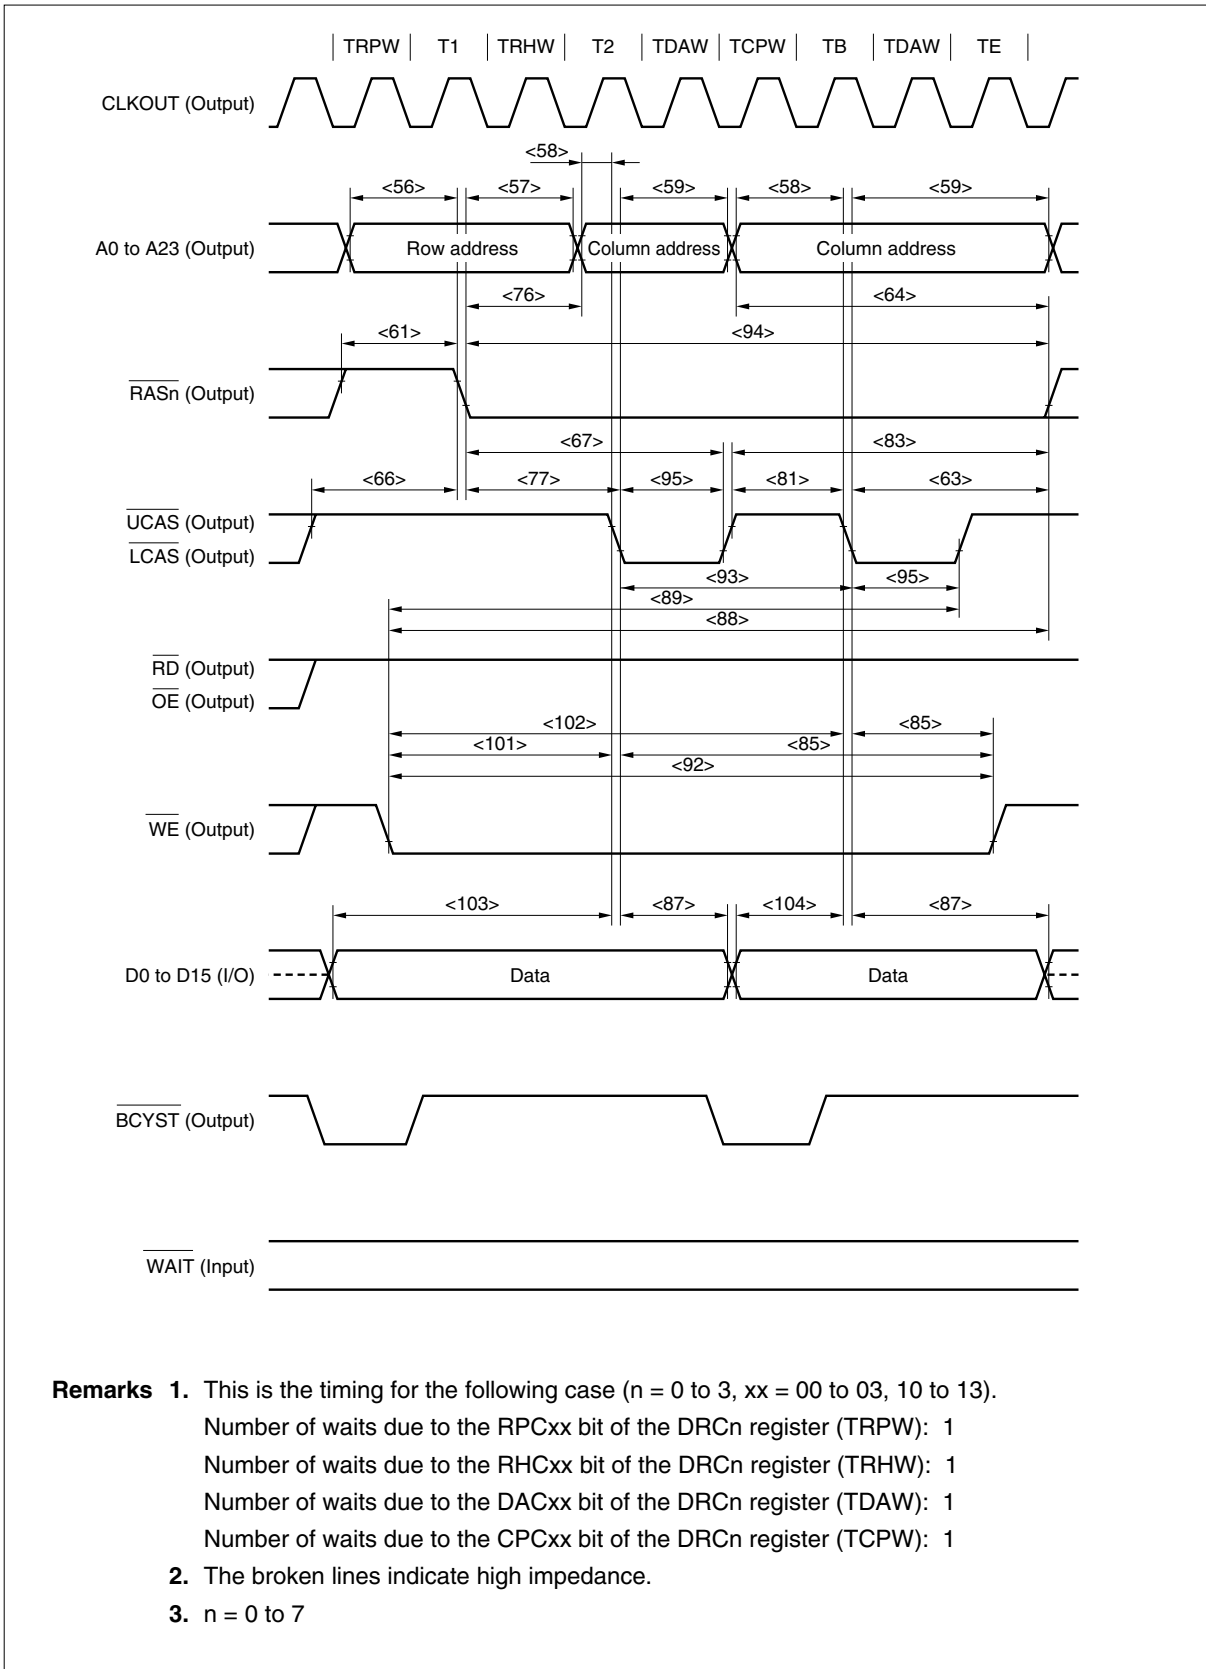 TRPW T1 TRHW T2 TDAW TCPW TB TDAW TE
CLKOUT (Output)
<58>
<56> <57> <59> <58> <59>
A0 to A23 (Output) Row address Column address Column address
<76> <64>
<61> <94>
RASn (Output)
<67> <83>
<66> <77> <95> <81> <63>
UCAS (Output)
LCAS (Output)
<93> <95>
<89>
<88>
RD (Output)
OE (Output)
<102> <85>
<101> <85>
<92>
WE (Output)
<103> <87> <104> <87>
D0 to D15 (I/O) Data Data
BCYST (Output)
WAIT (Input)
Remarks 1. This is the timing for the following case (n = 0 to 3, xx = 00 to 03, 10 to 13).
Number of waits due to the RPCxx bit of the DRCn register (TRPW): 1
Number of waits due to the RHCxx bit of the DRCn register (TRHW): 1
Number of waits due to the DACxx bit of the DRCn register (TDAW): 1
Number of waits due to the CPCxx bit of the DRCn register (TCPW): 1
2. The broken lines indicate high impedance.
3. n = 0 to 7